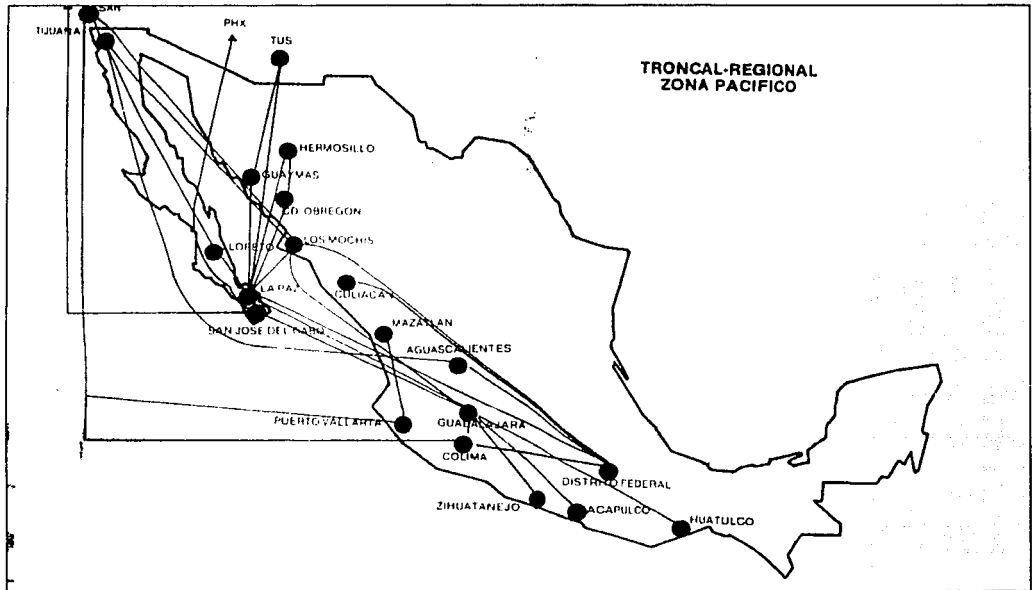 PHX
TIJUANA
TUS
TRONCAL-REGIONAL
ZONA PACIFICO
HERMOSILLO
GUAYMAS
CD. OBREGON
LOS MOCHIS
LORETO
LA PAZ
CULIACAN
SAN JOSE DEL CABO
MAZATLAN
AGUASCALIENTES
PUERTO VALLARTA
GUADALAJARA
COLIMA
DISTRITO FEDERAL
ZIHUATANEJO
ACAPULCO
HUATULCO